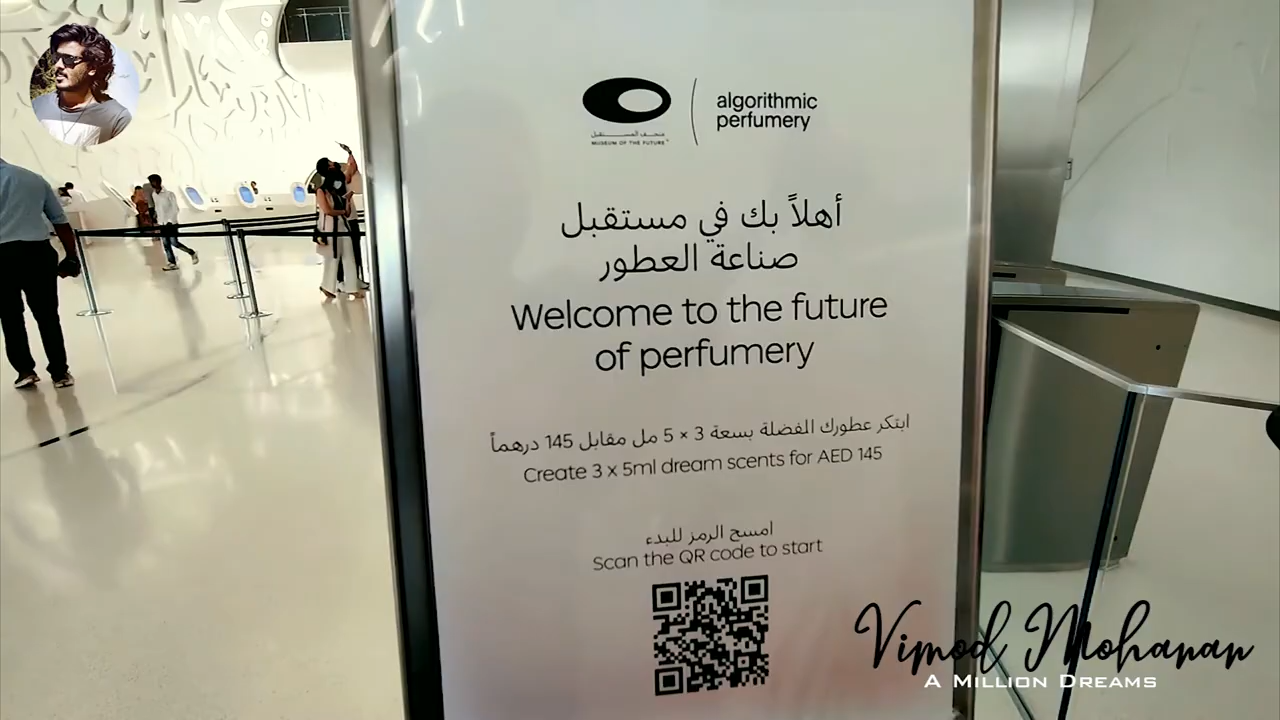 متحف المستقبل
MUSEUM OF THE FUTURE
algorithmic
perfumery
أهلاً بك في مستقبل
صناعة العطور
Welcome to the future
of perfumery
ابتكر عطورك المفضلة بسعة 3 × 5 مل مقابل 145 درهماً
Create 3 x 5ml dream scents for AED 145
امسح الرمز للبدء
Scan the QR code to start
Vimod Mohanan
A MILLION DREAMS